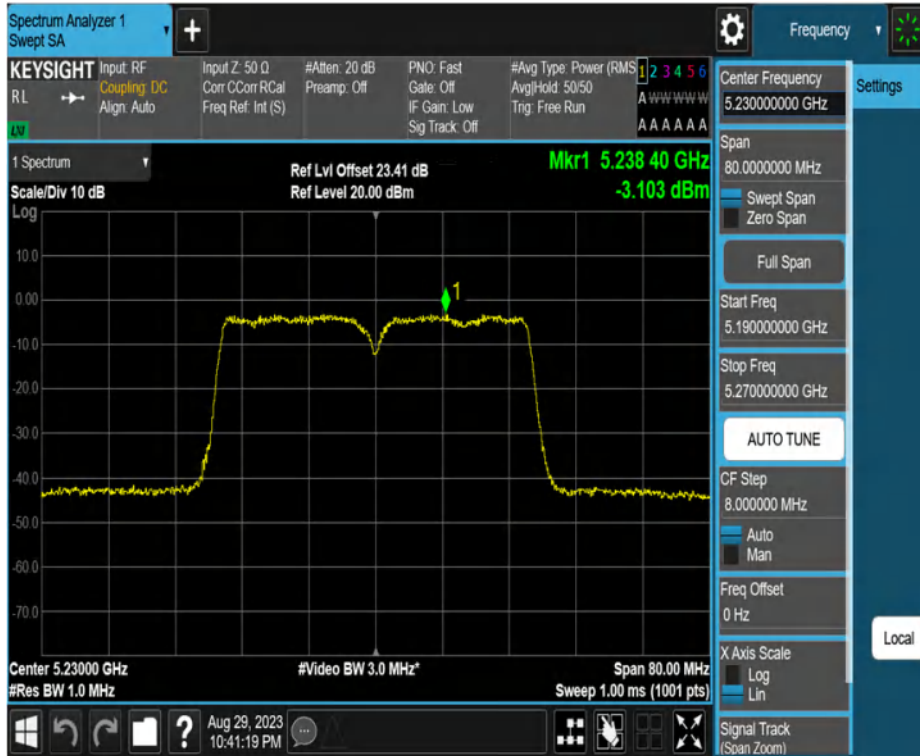 Spectrum Analyzer 1
Swept SA
Frequency
KEYSIGHT
RL
LXI
Input: RF
Coupling: DC
Align: Auto
Input Z: 50 Ω
Corr CCorr RCal
Freq Ref: Int (S)
#Atten: 20 dB
Preamp: Off
PNO: Fast
Gate: Off
IF Gain: Low
Sig Track: Off
#Avg Type: Power (RMS
Avg|Hold: 50/50
Trig: Free Run
1 2 3 4 5 6
A W W W W W
A A A A A A
1 Spectrum
Scale/Div 10 dB
Log
Ref Lvl Offset 23.41 dB
Ref Level 20.00 dBm
Mkr1 5.238 40 GHz
-3.103 dBm
10.0
0.00
-10.0
-20.0
-30.0
-40.0
-50.0
-60.0
-70.0
1
Center 5.23000 GHz
#Res BW 1.0 MHz
#Video BW 3.0 MHz*
Span 80.00 MHz
Sweep 1.00 ms (1001 pts)
Center Frequency
5.230000000 GHz
Span
80.0000000 MHz
Swept Span
Zero Span
Full Span
Start Freq
5.190000000 GHz
Stop Freq
5.270000000 GHz
AUTO TUNE
CF Step
8.000000 MHz
Auto
Man
Freq Offset
0 Hz
X Axis Scale
Log
Lin
Signal Track
(Span Zoom)
Settings
Local
?
Aug 29, 2023
10:41:19 PM